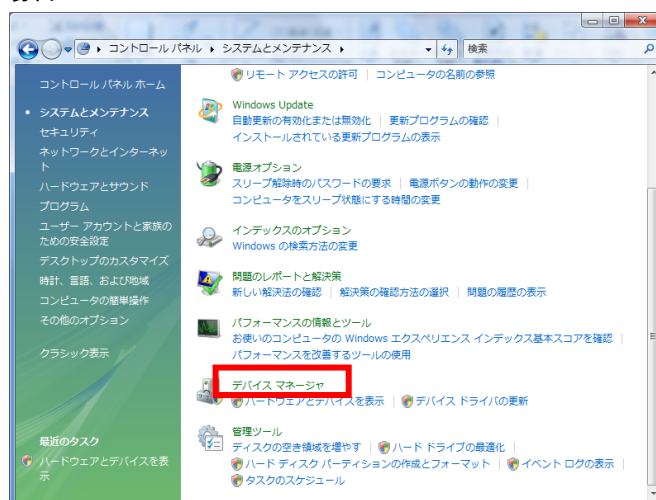 コントロール パネル ▸ システムとメンテナンス ▸
検索
コントロール パネル ホーム
システムとメンテナンス
セキュリティ
ネットワークとインターネッ
ト
ハードウェアとサウンド
プログラム
ユーザー アカウントと家族の
ための安全設定
デスクトップのカスタマイズ
時計、言語、および地域
コンピュータの簡単操作
その他のオプション
クラシック表示
最近のタスク
ハードウェアとデバイスを表
示
リモート アクセスの許可 | コンピュータの名前の参照
Windows Update
自動更新の有効化または無効化 | 更新プログラムの確認 |
インストールされている更新プログラムの表示
電源オプション
スリープ解除時のパスワードの要求 | 電源ボタンの動作の変更 |
コンピュータをスリープ状態にする時間の変更
インデックスのオプション
Windows の検索方法の変更
問題のレポートと解決策
新しい解決法の確認 | 解決策の確認方法の選択 | 問題の履歴の表示
パフォーマンスの情報とツール
お使いのコンピュータの Windows エクスペリエンス インデックス基本スコアを確認 |
パフォーマンスを改善するツールの使用
デバイス マネージャ
ハードウェアとデバイスを表示 | デバイス ドライバの更新
管理ツール
ディスクの空き領域を増やす | ハード ドライブの最適化 |
ハード ディスク パーティションの作成とフォーマット | イベント ログの表示 |
タスクのスケジュール